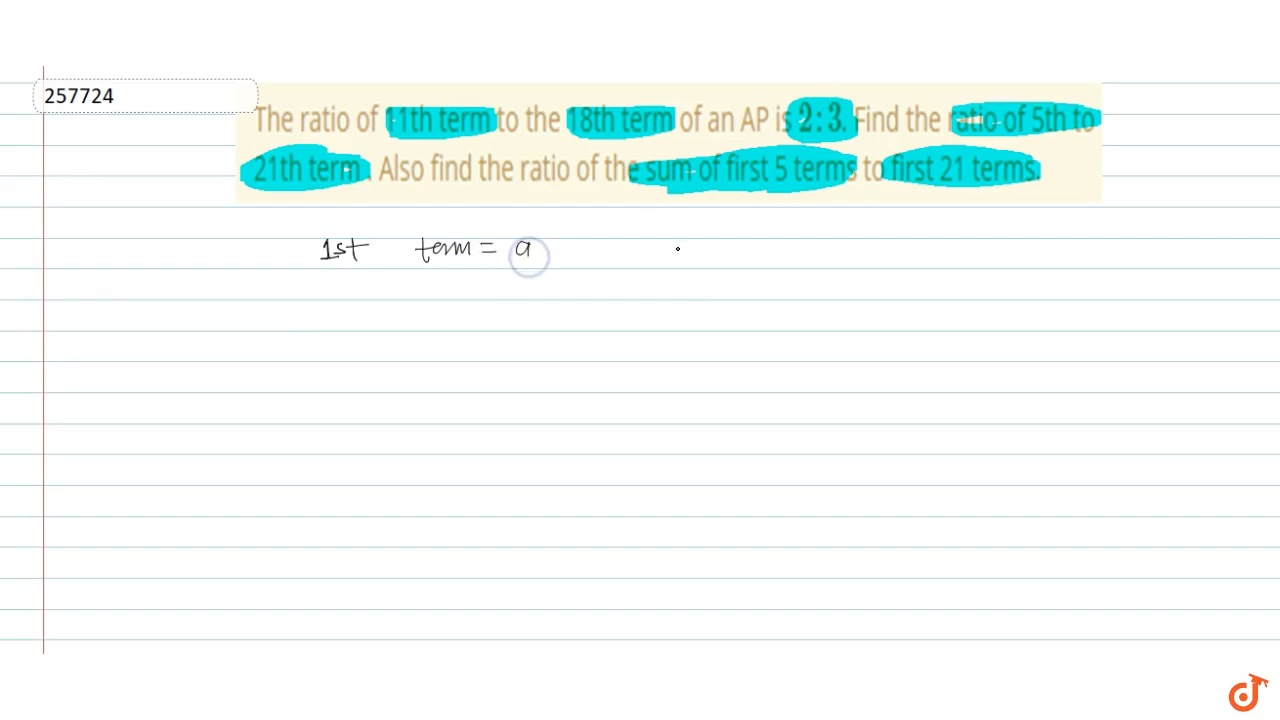 257724
The ratio of 11th term to the 18th term of an AP is 2 : 3. Find the ratio of 5th to
21th term . Also find the ratio of the sum of first 5 terms to first 21 terms.
1st term = a